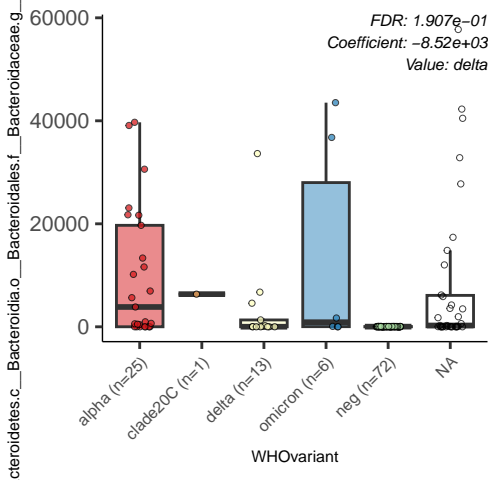 cteroidetes.c__Bacteroidia.o__Bacteroidales.f__Bacteroidaceae.g_
60000
40000
20000
0
FDR: 1.907e−01
Coefficient: −8.52e+03
Value: delta
alpha (n=25)
clade20C (n=1)
delta (n=13)
omicron (n=6)
neg (n=72)
NA
WHOvariant